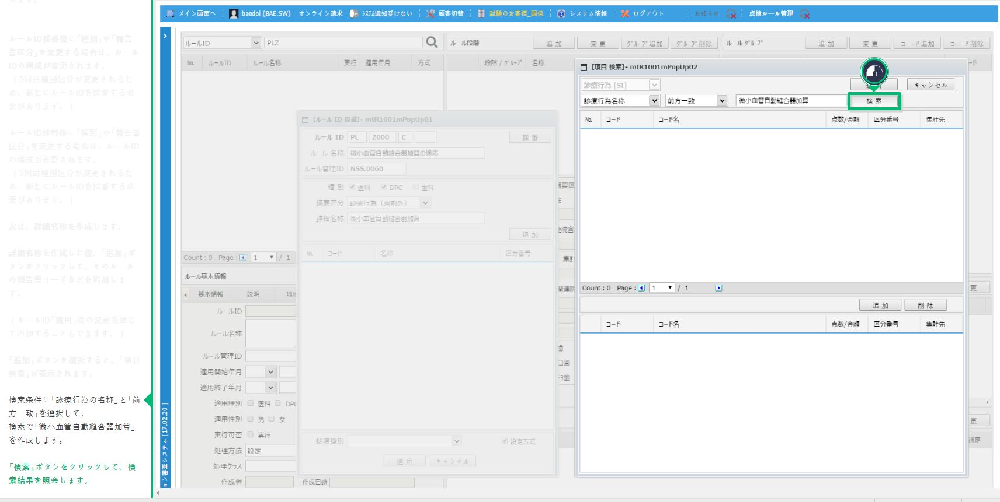 ルールID採番後に「種別」や「報告
書区分」を変更する場合は、ルール
IDの構成が変更されます。
( 3回目種別区分が変更されるた
め、新たにルールIDを採番する必
要があります。 )
ルールID採番後に「種別」や「報告書
区分」を変更する場合は、ルールID
の構成が変更されます。
( 3回目種別区分が変更されるた
め、新たにルールIDを採番する必
要があります。 )
次は、詳細名称を作成します。
詳細名称を作成した後、「追加」ボ
タンをクリックして、そのルール
の報告書コードなどを追加しま
す。
( ルールID「適用」後の変更を通じ
て追加することもできます。 )
「追加」ボタンを選択すると、「項目
検索」が表示されます。
検索条件に「診療行為の名称」と「前
方一致」を選択して、
検索で「微小血管自動縫合器加算」
を作成します。
「検索」ボタンをクリックして、検
索結果を照会します。
メイン画面へ baedol (BAE.SW) オンライン請求 ｼｽﾃﾑ通知受けない 顧客切替 試験のお客様_国保 システム情報 ログアウト お知らせ 点検ルール管理
ョン審査システム [17.02.20 ]
ルールID PLZ
No. ルールID ルール名称 実行 適用年月 方式
Count : 0 Page : 1 / 1
ルール基本情報
基本情報 説明
ルールID
ルール名称
ルール管理ID
適用開始年月
適用終了年月
適用種別 医科 DPC
適用性別 男 女
実行可否 実行
処理方法 設定
処理クラス
作成者 作成日時
ルール段階 追 加 変 更 ｸﾞﾙｰﾌﾟ追加 ｸﾞﾙｰﾌﾟ削除
段階 / ｸﾞﾙｰﾌﾟ 名称
ルール ｸﾞﾙｰﾌﾟ 追 加 変 更 コード追加 コード削除
【ルール ID 採番】- mtR1001mPopUp01
ルール ID PL Z000 C 採 番
ルール 名称 微小血管自動縫合器加算の適応
ルール管理ID NSS.0060
種 別 医科 DPC 歯科
摘要区分 診療行為（調剤外）
詳細名称 微小血管自動縫合器加算
追 加
No. コード 名称 区分番号
診療識別 設定方式
適 用 キャンセル
【項目 検索】- mtR1001mPopUp02
診療行為 [SI] キャンセル
診療行為名称 前方一致 微小血管自動縫合器加算 検 索
No. コード コード名 点数/金額 区分番号 集計先
Count : 0 Page : 1 / 1
追 加 削 除
コード コード名 点数/金額 区分番号 集計先
集計
更
更
補足